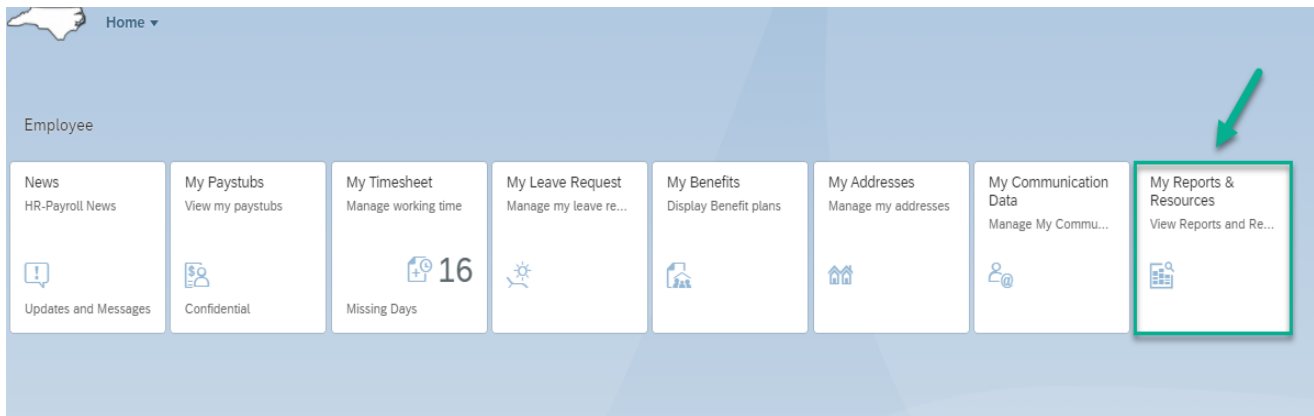 Home
Employee
News
HR-Payroll News
Updates and Messages
My Paystubs
View my paystubs
Confidential
My Timesheet
Manage working time
16
Missing Days
My Leave Request
Manage my leave re...
My Benefits
Display Benefit plans
My Addresses
Manage my addresses
My Communication
Data
Manage My Commu...
My Reports &
Resources
View Reports and Re...